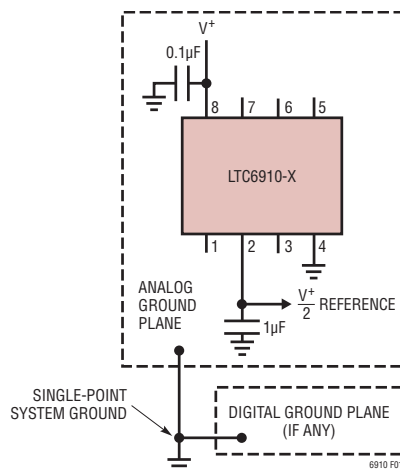 V+
0.1µF
8 7 6 5
LTC6910-X
1 2 3 4
ANALOG
GROUND
PLANE
V+
2
REFERENCE
1µF
SINGLE-POINT
SYSTEM GROUND
DIGITAL GROUND PLANE
(IF ANY)
6910 F01